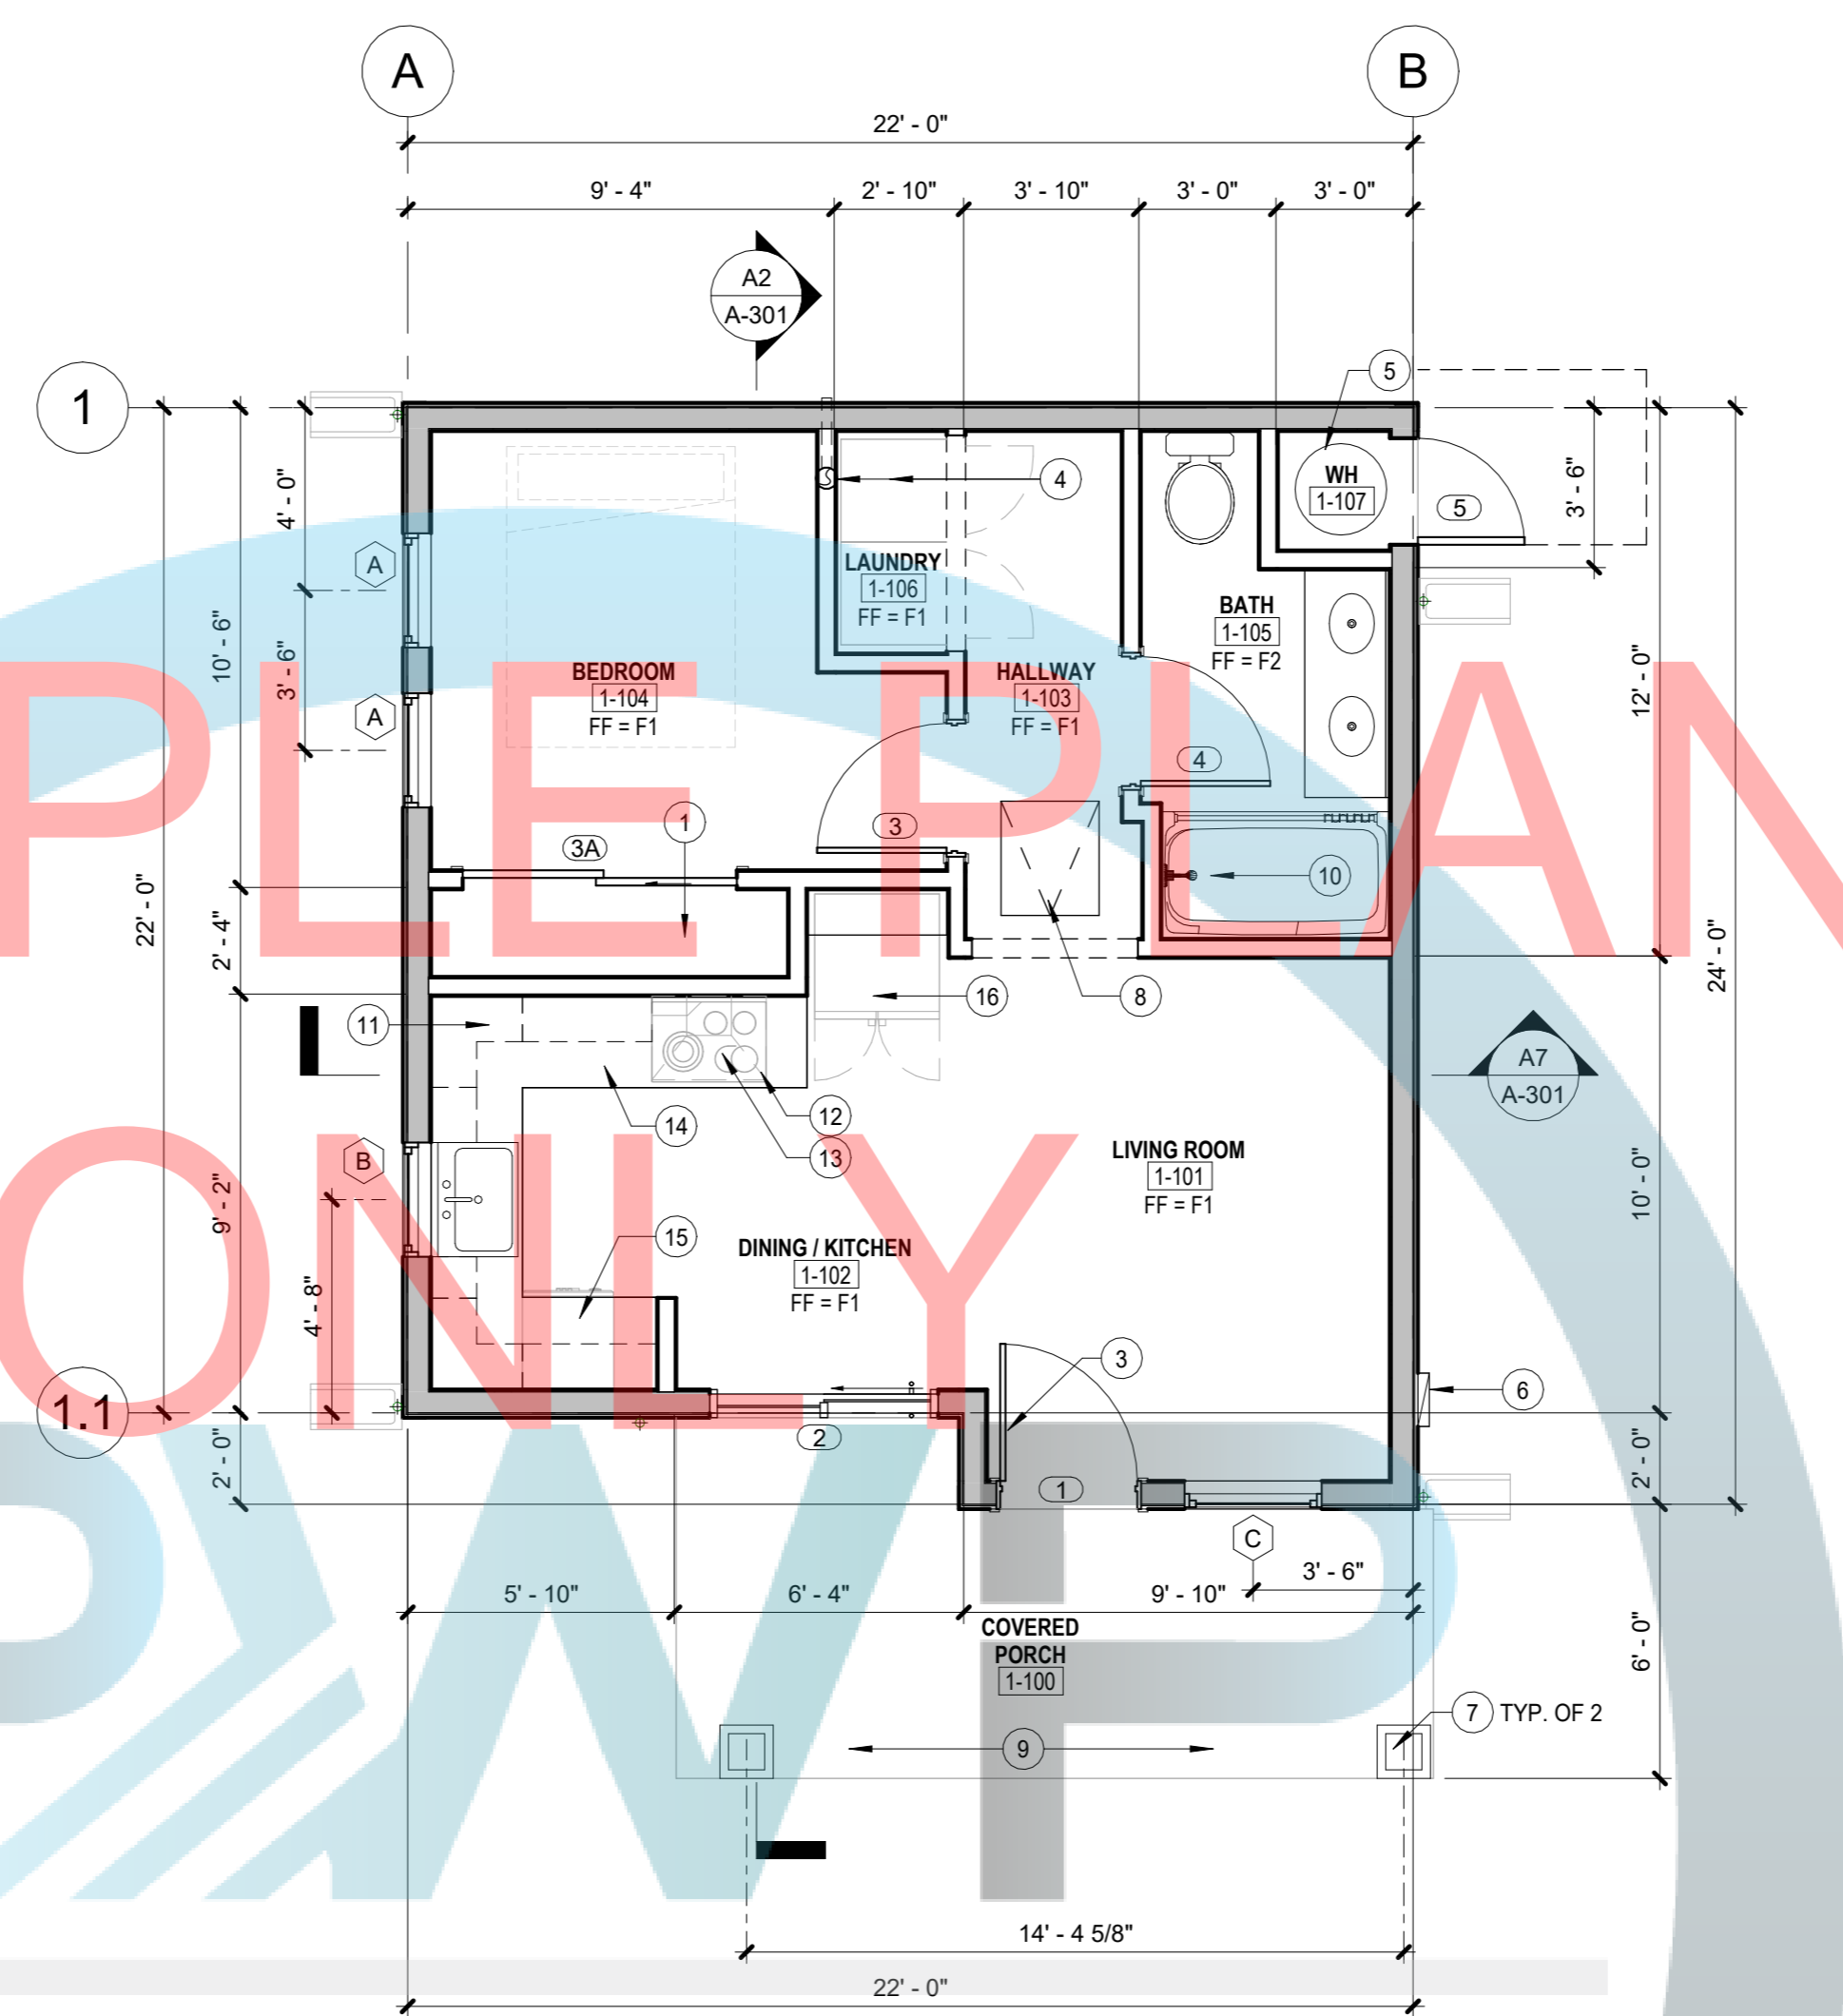 A
B
22' - 0"
9' - 4"
2' - 10"
3' - 10"
3' - 0"
3' - 0"
A2
A-301
1
5
4' - 0"
4
WH
1-107
5
3' - 6"
A
LAUNDRY
1-106
FF = F1
BATH
1-105
FF = F2
10' - 6"
3' - 6"
BEDROOM
1-104
FF = F1
HALLWAY
1-103
FF = F1
12' - 0"
A
4
1
3
3A
10
PLE PLAN
22' - 0"
2' - 4"
24' - 0"
16
8
11
A7
A-301
14
12
13
B
LIVING ROOM
1-101
FF = F1
10' - 0"
9' - 2"
15
DINING / KITCHEN
1-102
FF = F1
4' - 8"
ONLY
3
6
1.1
2
2' - 0"
1
2' - 0"
C
3' - 6"
5' - 10"
6' - 4"
9' - 10"
COVERED
PORCH
1-100
6' - 0"
7 TYP. OF 2
9
14' - 4 5/8"
22' - 0"